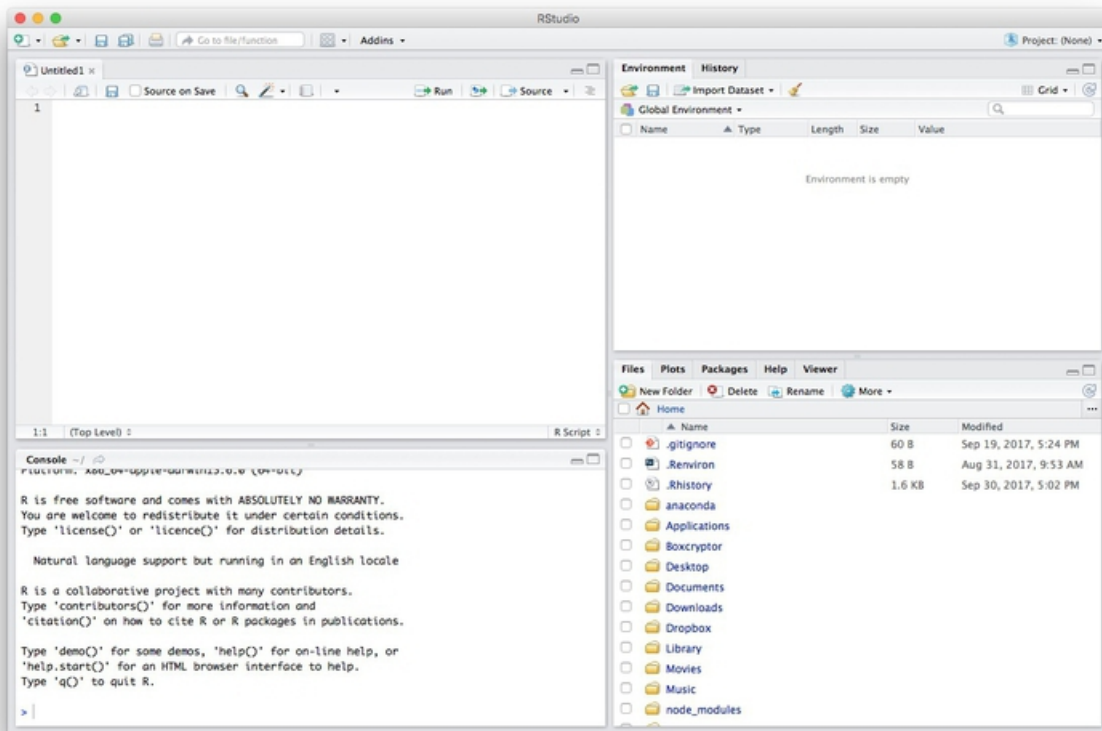 RStudio
Go to file/function
Addins
Project: (None)
Untitled1
Source on Save
Run
Source
1
1:1 (Top Level)
R Script
Console ~/
Platform: x86_64-apple-darwin15.6.0 (64-bit)
R is free software and comes with ABSOLUTELY NO WARRANTY.
You are welcome to redistribute it under certain conditions.
Type 'license()' or 'licence()' for distribution details.
Natural language support but running in an English locale
R is a collaborative project with many contributors.
Type 'contributors()' for more information and
'citation()' on how to cite R or R packages in publications.
Type 'demo()' for some demos, 'help()' for on-line help, or
'help.start()' for an HTML browser interface to help.
Type 'q()' to quit R.
>
Environment History
Import Dataset
Grid
Global Environment
Name Type Length Size Value
Environment is empty
Files Plots Packages Help Viewer
New Folder Delete Rename More
Home
Name Size Modified
.gitignore 60 B Sep 19, 2017, 5:24 PM
.Renviron 58 B Aug 31, 2017, 9:53 AM
.Rhistory 1.6 KB Sep 30, 2017, 5:02 PM
anaconda
Applications
Boxcryptor
Desktop
Documents
Downloads
Dropbox
Library
Movies
Music
node_modules